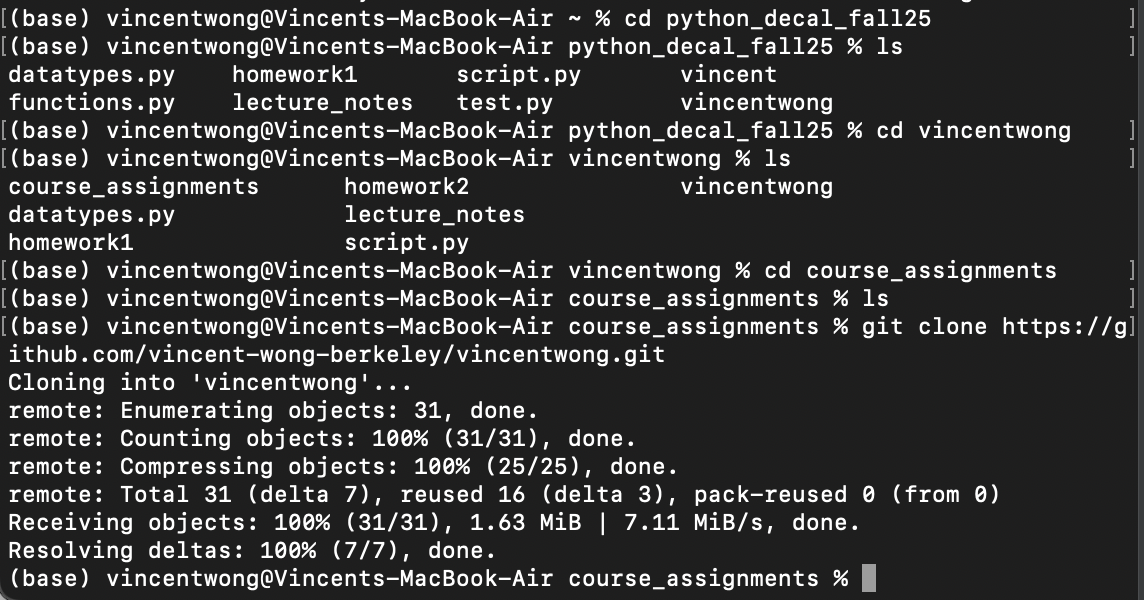 [(base) vincentwong@Vincents-MacBook-Air ~ % cd python_decal_fall25 ]
[(base) vincentwong@Vincents-MacBook-Air python_decal_fall25 % ls ]
datatypes.py homework1 script.py vincent
functions.py lecture_notes test.py vincentwong
[(base) vincentwong@Vincents-MacBook-Air python_decal_fall25 % cd vincentwong ]
[(base) vincentwong@Vincents-MacBook-Air vincentwong % ls ]
course_assignments homework2 vincentwong
datatypes.py lecture_notes
homework1 script.py
[(base) vincentwong@Vincents-MacBook-Air vincentwong % cd course_assignments ]
[(base) vincentwong@Vincents-MacBook-Air course_assignments % ls ]
[(base) vincentwong@Vincents-MacBook-Air course_assignments % git clone https://g]
ithub.com/vincent-wong-berkeley/vincentwong.git
Cloning into 'vincentwong'...
remote: Enumerating objects: 31, done.
remote: Counting objects: 100% (31/31), done.
remote: Compressing objects: 100% (25/25), done.
remote: Total 31 (delta 7), reused 16 (delta 3), pack-reused 0 (from 0)
Receiving objects: 100% (31/31), 1.63 MiB | 7.11 MiB/s, done.
Resolving deltas: 100% (7/7), done.
(base) vincentwong@Vincents-MacBook-Air course_assignments %